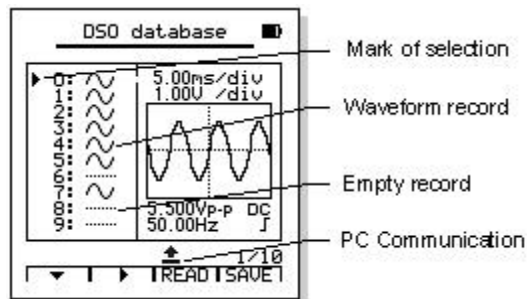 DSO database
0:
1:
2:
3:
4:
5:
6:
7:
8:
9:
5.00ms/div
1.00V /div
5.500Vp-p DC
50.00Hz
1/10
READ SAVE
Mark of selection
Waveform record
Empty record
PC Communication